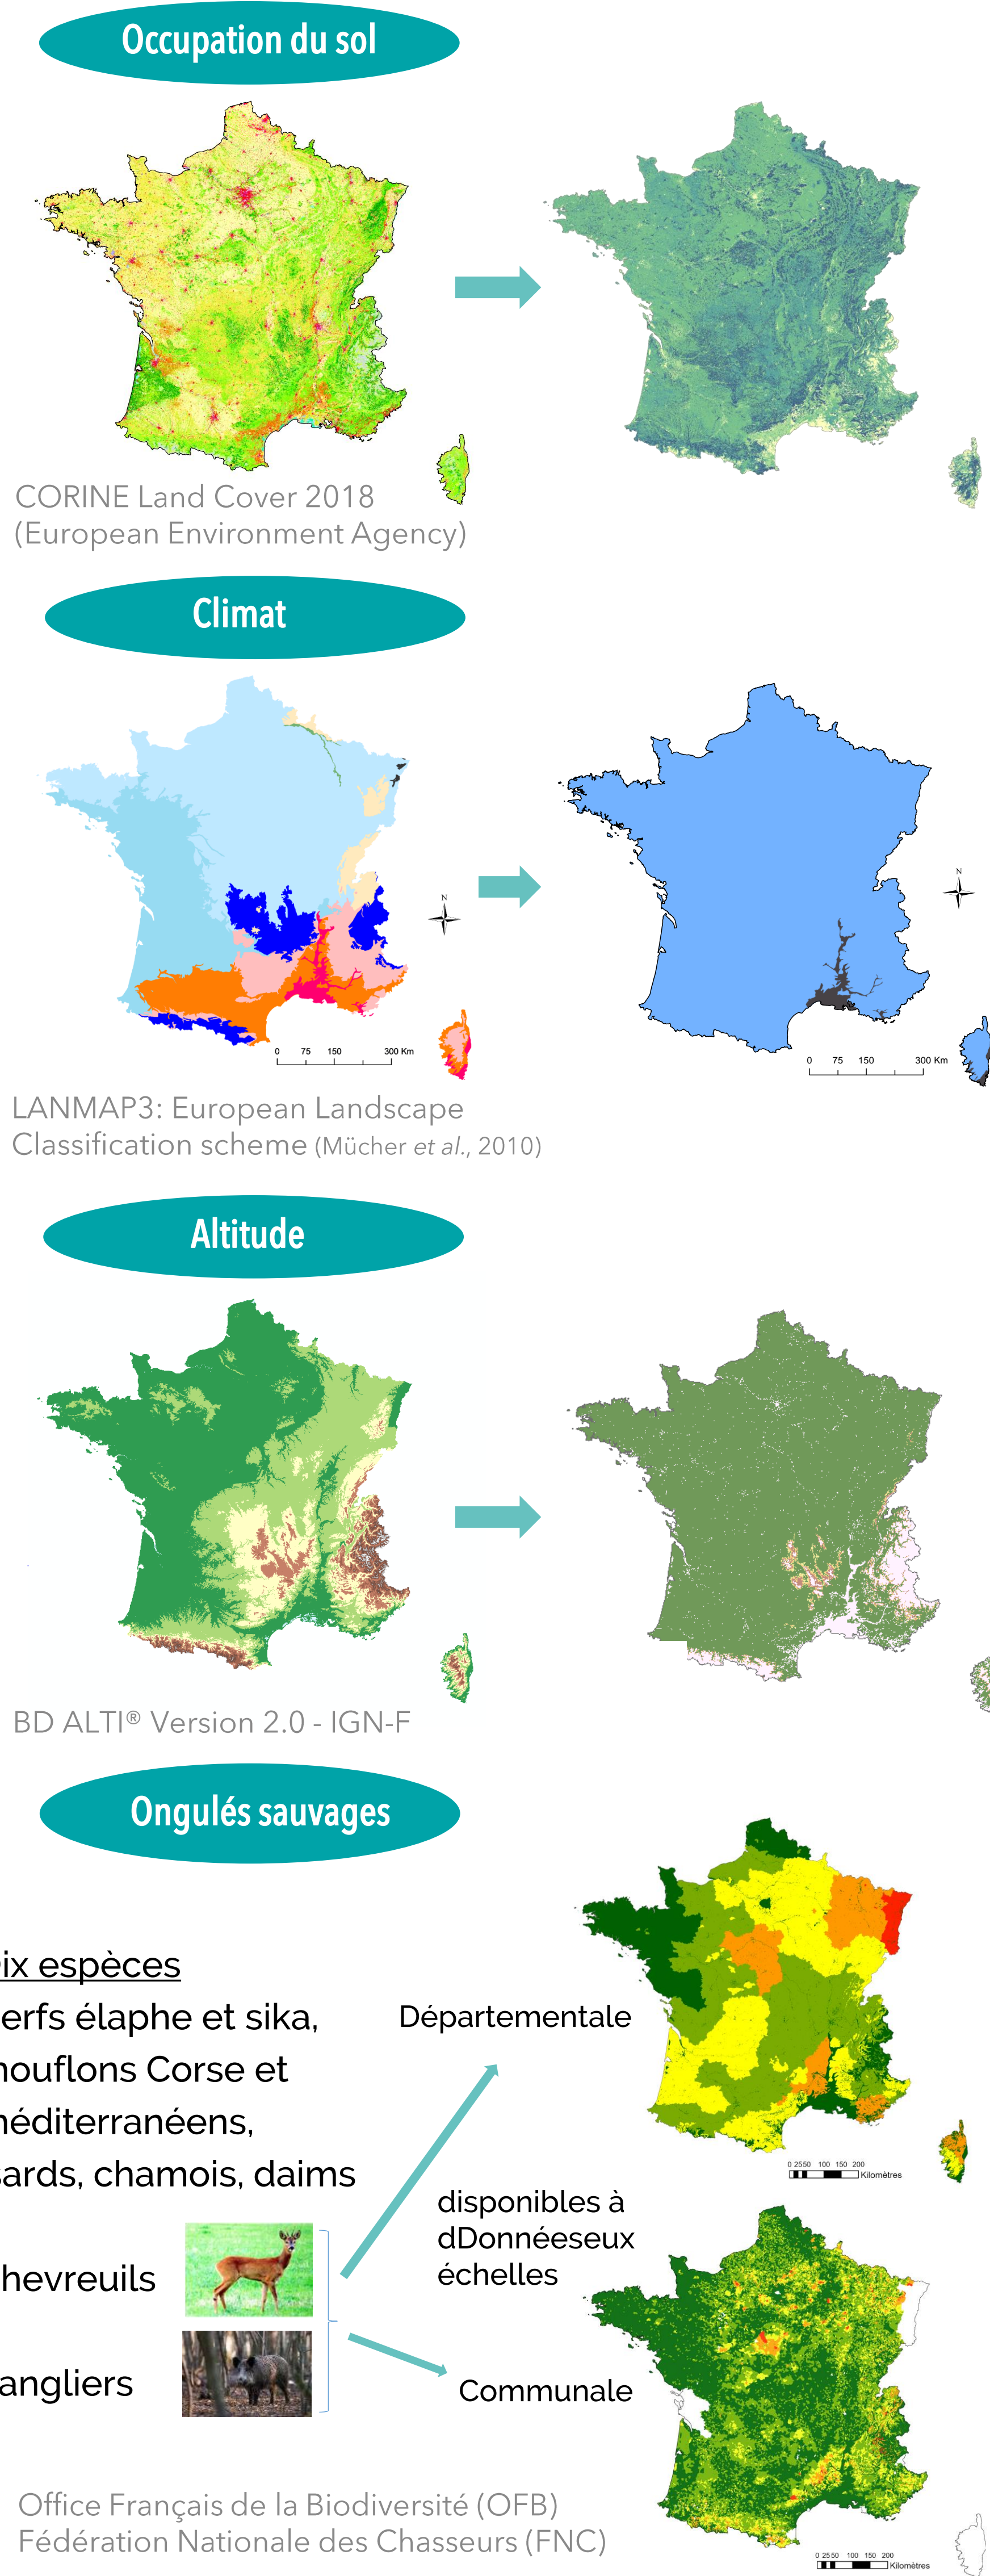 Occupation du sol
CORINE Land Cover 2018
(European Environment Agency)
Climat
N
0 75 150 300 Km
N
0 75 150 300 Km
LANMAP3: European Landscape
Classification scheme (Mücher et al., 2010)
Altitude
BD ALTI® Version 2.0 - IGN-F
Ongulés sauvages
ix espèces
erfs élaphe et sika,
ouflons Corse et
éditerranéens,
ards, chamois, daims
hevreuils
angliers
Départementale
0 25 50 100 150 200
Kilomètres
disponibles à
dDonnéeseux
échelles
Communale
Office Français de la Biodiversité (OFB)
Fédération Nationale des Chasseurs (FNC)
0 25 50 100 150 200
Kilomètres